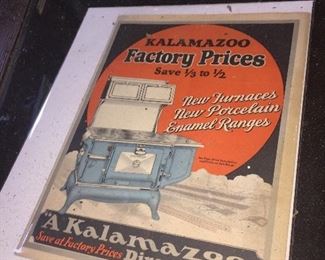 KALAMAZOO
Factory Prices
Save 1/3 to 1/2
New Furnaces
New Porcelain
Enamel Ranges
"A Kalamazoo
Save at Factory Prices Direct